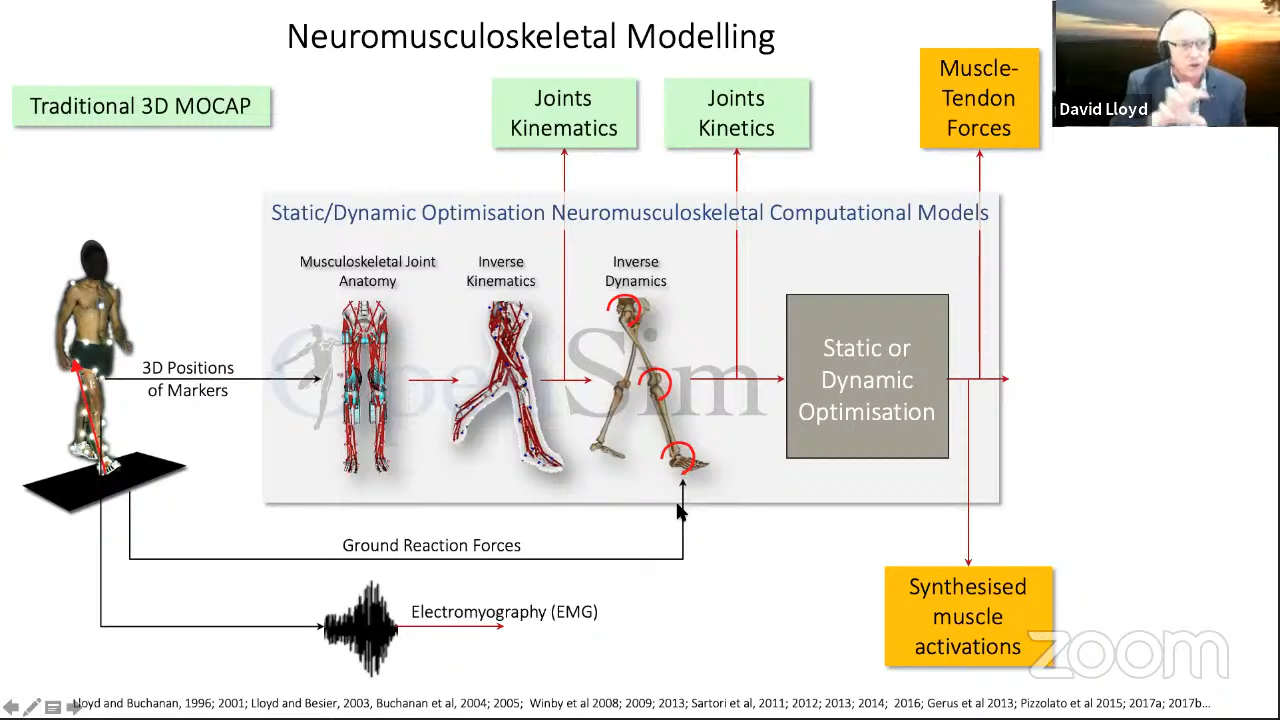 Neuromusculoskeletal Modelling
Traditional 3D MOCAP
Joints
Kinematics
Joints
Kinetics
Muscle-
Tendon
Forces
David Lloyd
Static/Dynamic Optimisation Neuromusculoskeletal Computational Models
Musculoskeletal Joint
Anatomy
Inverse
Kinematics
Inverse
Dynamics
OpenSim
3D Positions
of Markers
Static or
Dynamic
Optimisation
Ground Reaction Forces
Electromyography (EMG)
Synthesised
muscle
activations
zoom
Lloyd and Buchanan, 1996; 2001; Lloyd and Besier, 2003, Buchanan et al, 2004; 2005; Winby et al 2008; 2009; 2013; Sartori et al, 2011; 2012; 2013; 2014; 2016; Gerus et al 2013; Pizzolato et al 2015; 2017a; 2017b...